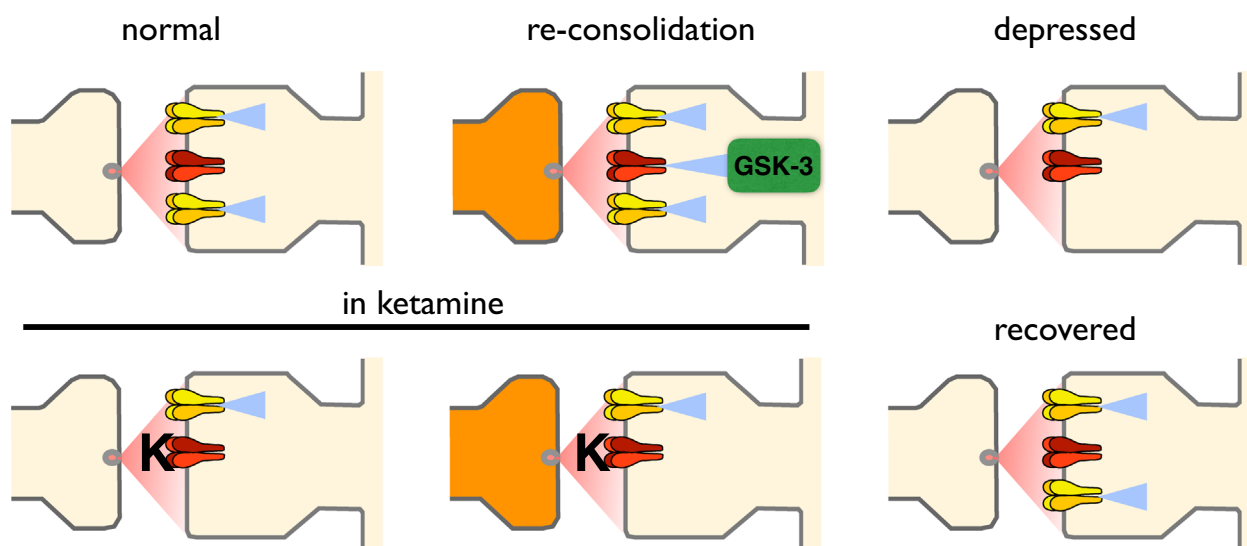 normal
re-consolidation
depressed
GSK-3
in ketamine
recovered
K
K